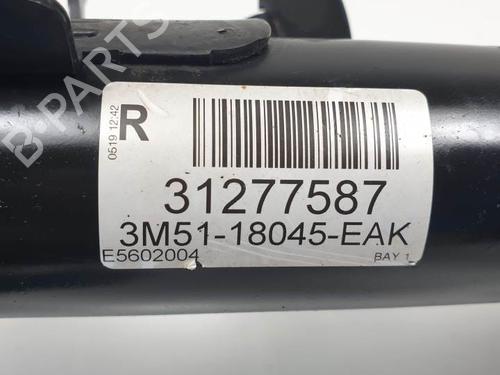 R
0519 12:42
31277587
3M51-18045-EAK
E5602004
BAY 1
B-PARTS